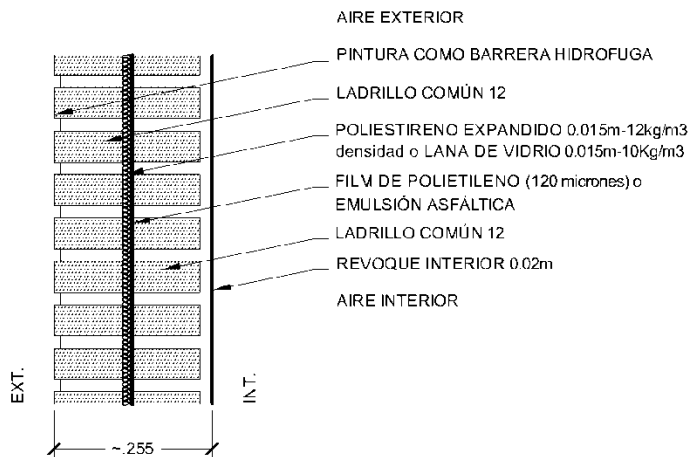 AIRE EXTERIOR
PINTURA COMO BARRERA HIDROFUGA
LADRILLO COMÚN 12
POLIESTIRENO EXPANDIDO 0.015m-12kg/m3
densidad o LANA DE VIDRIO 0.015m-10Kg/m3
FILM DE POLIETILENO (120 micrones) o
EMULSIÓN ASFÁLTICA
LADRILLO COMÚN 12
REVOQUE INTERIOR 0.02m
AIRE INTERIOR
EXT.
INT.
~.255